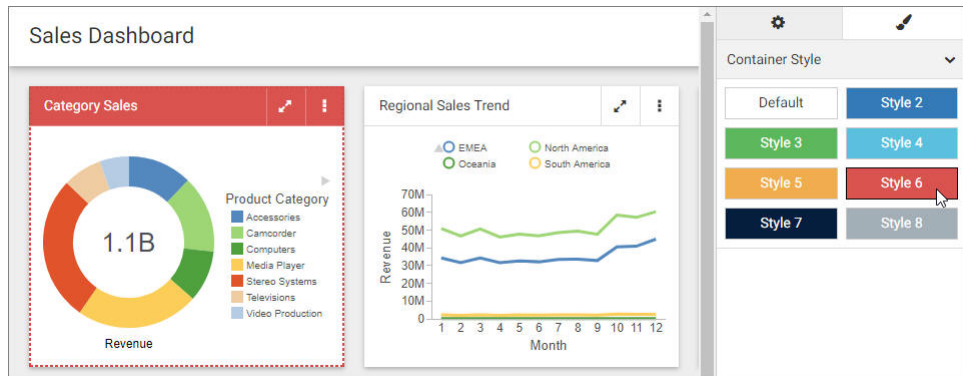 Sales Dashboard
Category Sales
1.1B
Product Category
Accessories
Camcorder
Computers
Media Player
Stereo Systems
Televisions
Video Production
Revenue
Regional Sales Trend
EMEA North America
Oceania South America
Revenue
70M
60M
50M
40M
30M
20M
10M
0
1 2 3 4 5 6 7 8 9 10 11 12
Month
Container Style
Default Style 2
Style 3 Style 4
Style 5 Style 6
Style 7 Style 8